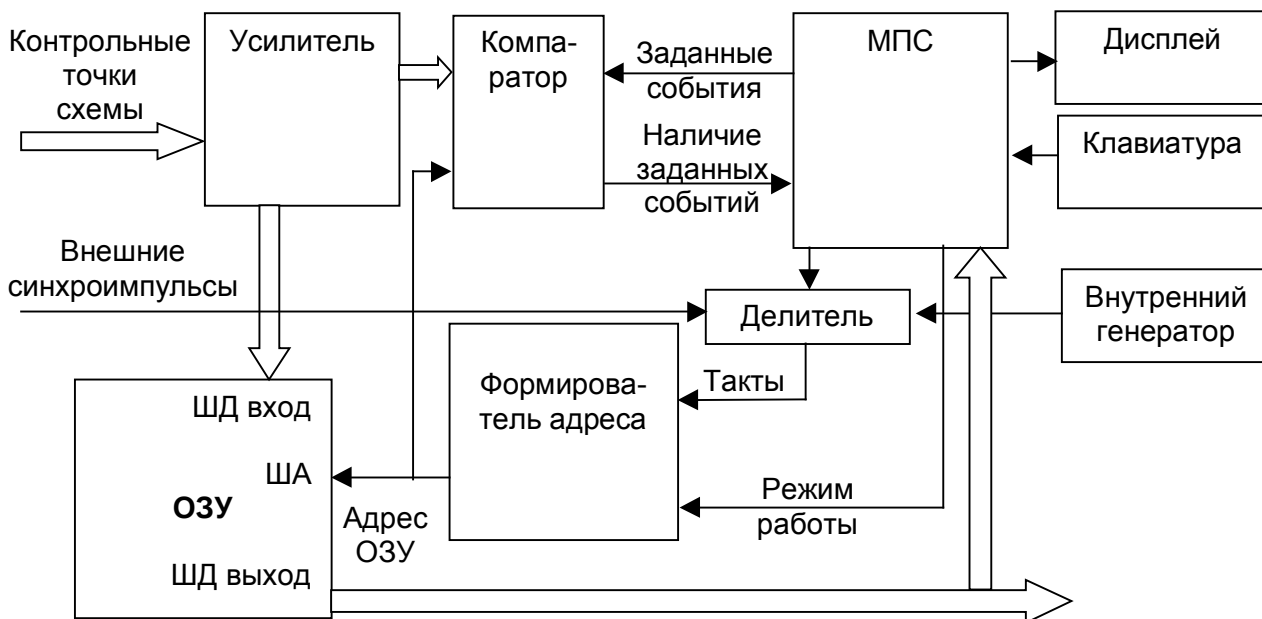 Контрольные
точки
схемы
Усилитель
Компа-
ратор
Заданные
события
Наличие
заданных
событий
МПС
Дисплей
Клавиатура
Внешние
синхроимпульсы
Делитель
Внутренний
генератор
Формирова-
тель адреса
Такты
Режим
работы
ШД вход
ША
ОЗУ
ШД выход
Адрес
ОЗУ